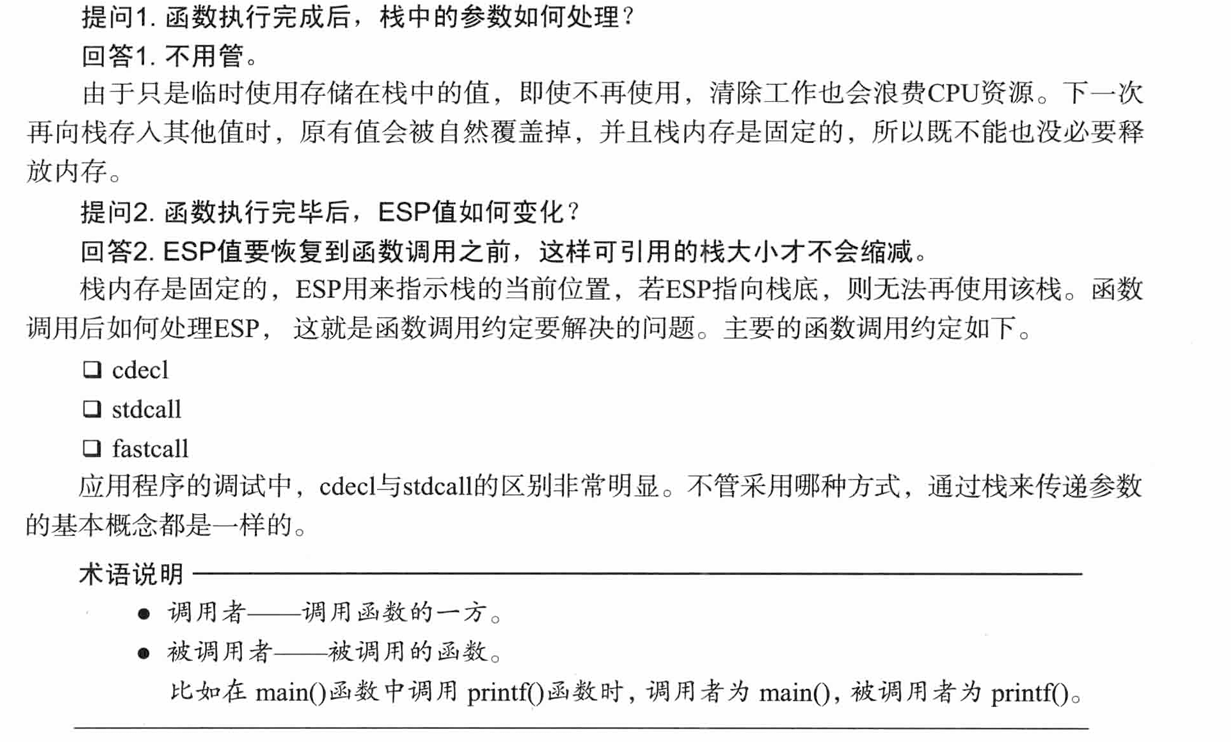 提问1. 函数执行完成后，栈中的参数如何处理？
回答1. 不用管。
由于只是临时使用存储在栈中的值，即使不再使用，清除工作也会浪费CPU资源。下一次
再向栈存入其他值时，原有值会被自然覆盖掉，并且栈内存是固定的，所以既不能也没必要释
放内存。
提问2. 函数执行完毕后，ESP值如何变化？
回答2. ESP值要恢复到函数调用之前，这样可引用的栈大小才不会缩减。
栈内存是固定的，ESP用来指示栈的当前位置，若ESP指向栈底，则无法再使用该栈。函数
调用后如何处理ESP， 这就是函数调用约定要解决的问题。主要的函数调用约定如下。
❑ cdecl
❑ stdcall
❑ fastcall
应用程序的调试中，cdecl与stdcall的区别非常明显。不管采用哪种方式，通过栈来传递参数
的基本概念都是一样的。
术语说明
● 调用者——调用函数的一方。
● 被调用者——被调用的函数。
比如在 main()函数中调用 printf()函数时，调用者为 main()，被调用者为 printf()。